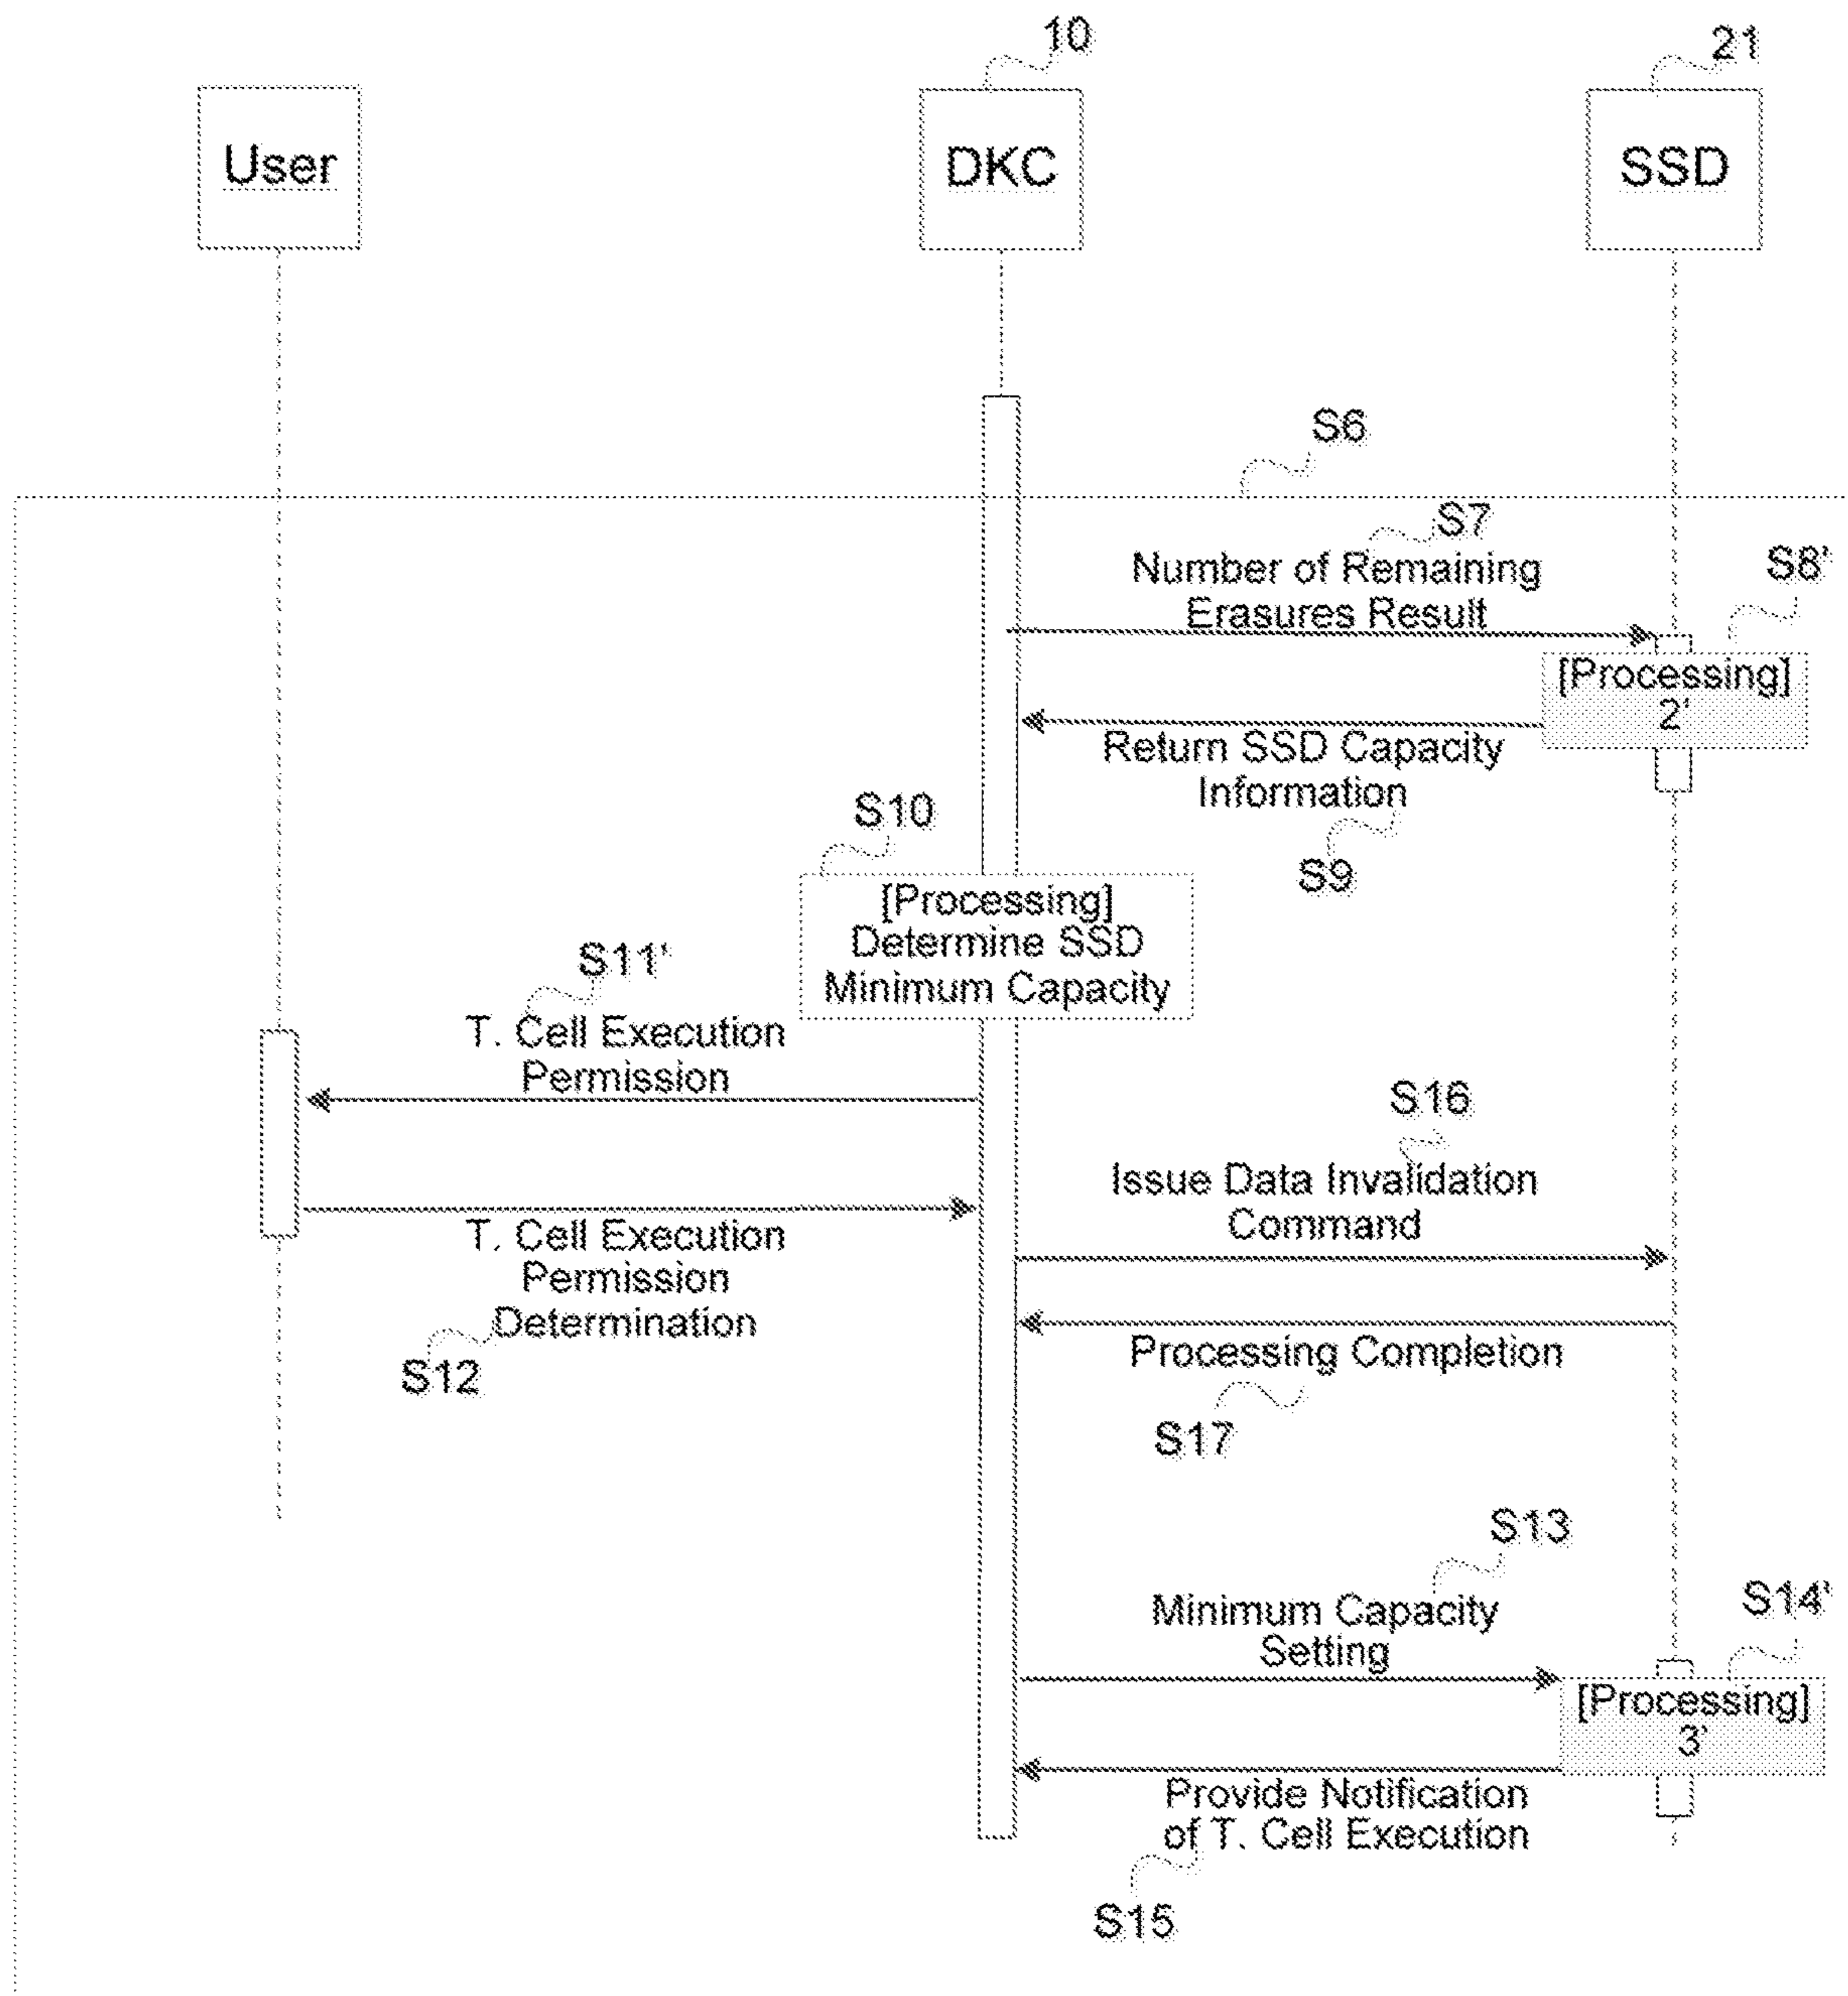 10
21
User
DKC
SSD
S6
S7
Number of Remaining
Erasures Result
S8'
[Processing]
2'
Return SSD Capacity
Information
S9
S10
[Processing]
Determine SSD
Minimum Capacity
S11'
T. Cell Execution
Permission
S16
Issue Data Invalidation
Command
T. Cell Execution
Permission
Determination
S12
Processing Completion
S17
S13
Minimum Capacity
Setting
S14'
[Processing]
3'
Provide Notification
of T. Cell Execution
S15